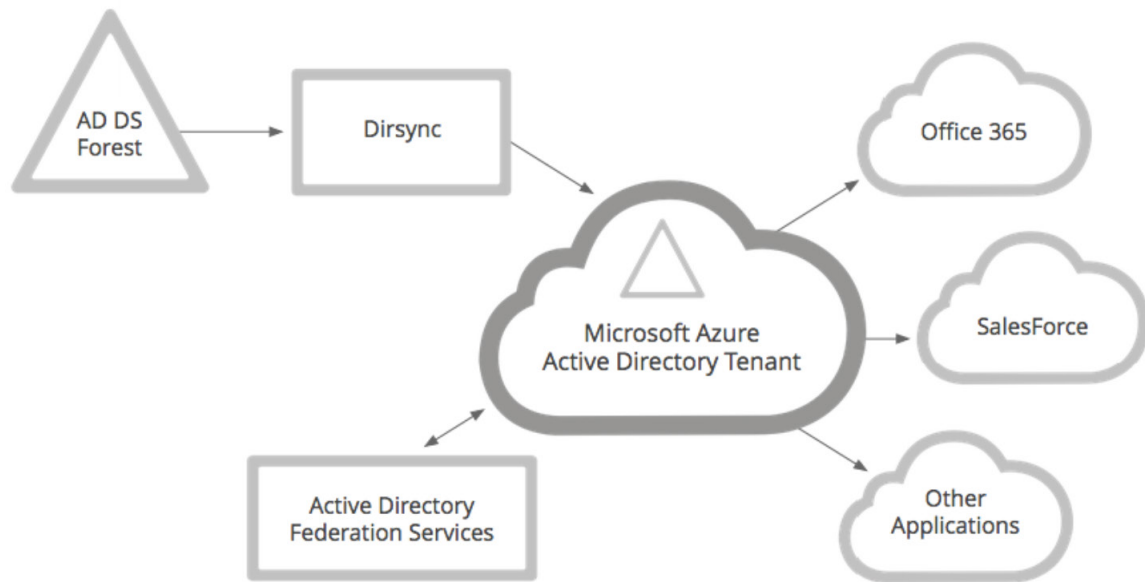 AD DS
Forest
Dirsync
Office 365
Microsoft Azure
Active Directory Tenant
SalesForce
Active Directory
Federation Services
Other
Applications